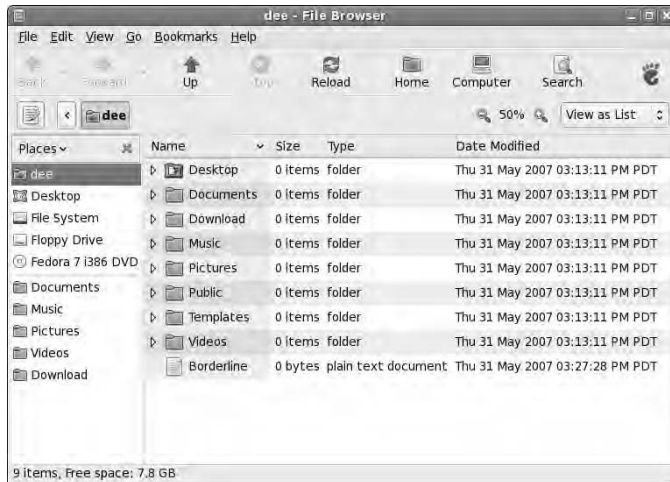 dee - File Browser
File Edit View Go Bookmarks Help
Back Forward Up Stop Reload Home Computer Search
dee 50% View as List
Places Name Size Type Date Modified
dee
Desktop
File System
Floppy Drive
Fedora 7 i386 DVD
Documents
Music
Pictures
Videos
Download
Desktop 0 items folder Thu 31 May 2007 03:13:11 PM PDT
Documents 0 items folder Thu 31 May 2007 03:13:11 PM PDT
Download 0 items folder Thu 31 May 2007 03:13:11 PM PDT
Music 0 items folder Thu 31 May 2007 03:13:11 PM PDT
Pictures 0 items folder Thu 31 May 2007 03:13:11 PM PDT
Public 0 items folder Thu 31 May 2007 03:13:11 PM PDT
Templates 0 items folder Thu 31 May 2007 03:13:11 PM PDT
Videos 0 items folder Thu 31 May 2007 03:13:11 PM PDT
Borderline 0 bytes plain text document Thu 31 May 2007 03:27:28 PM PDT
9 items, Free space: 7.8 GB